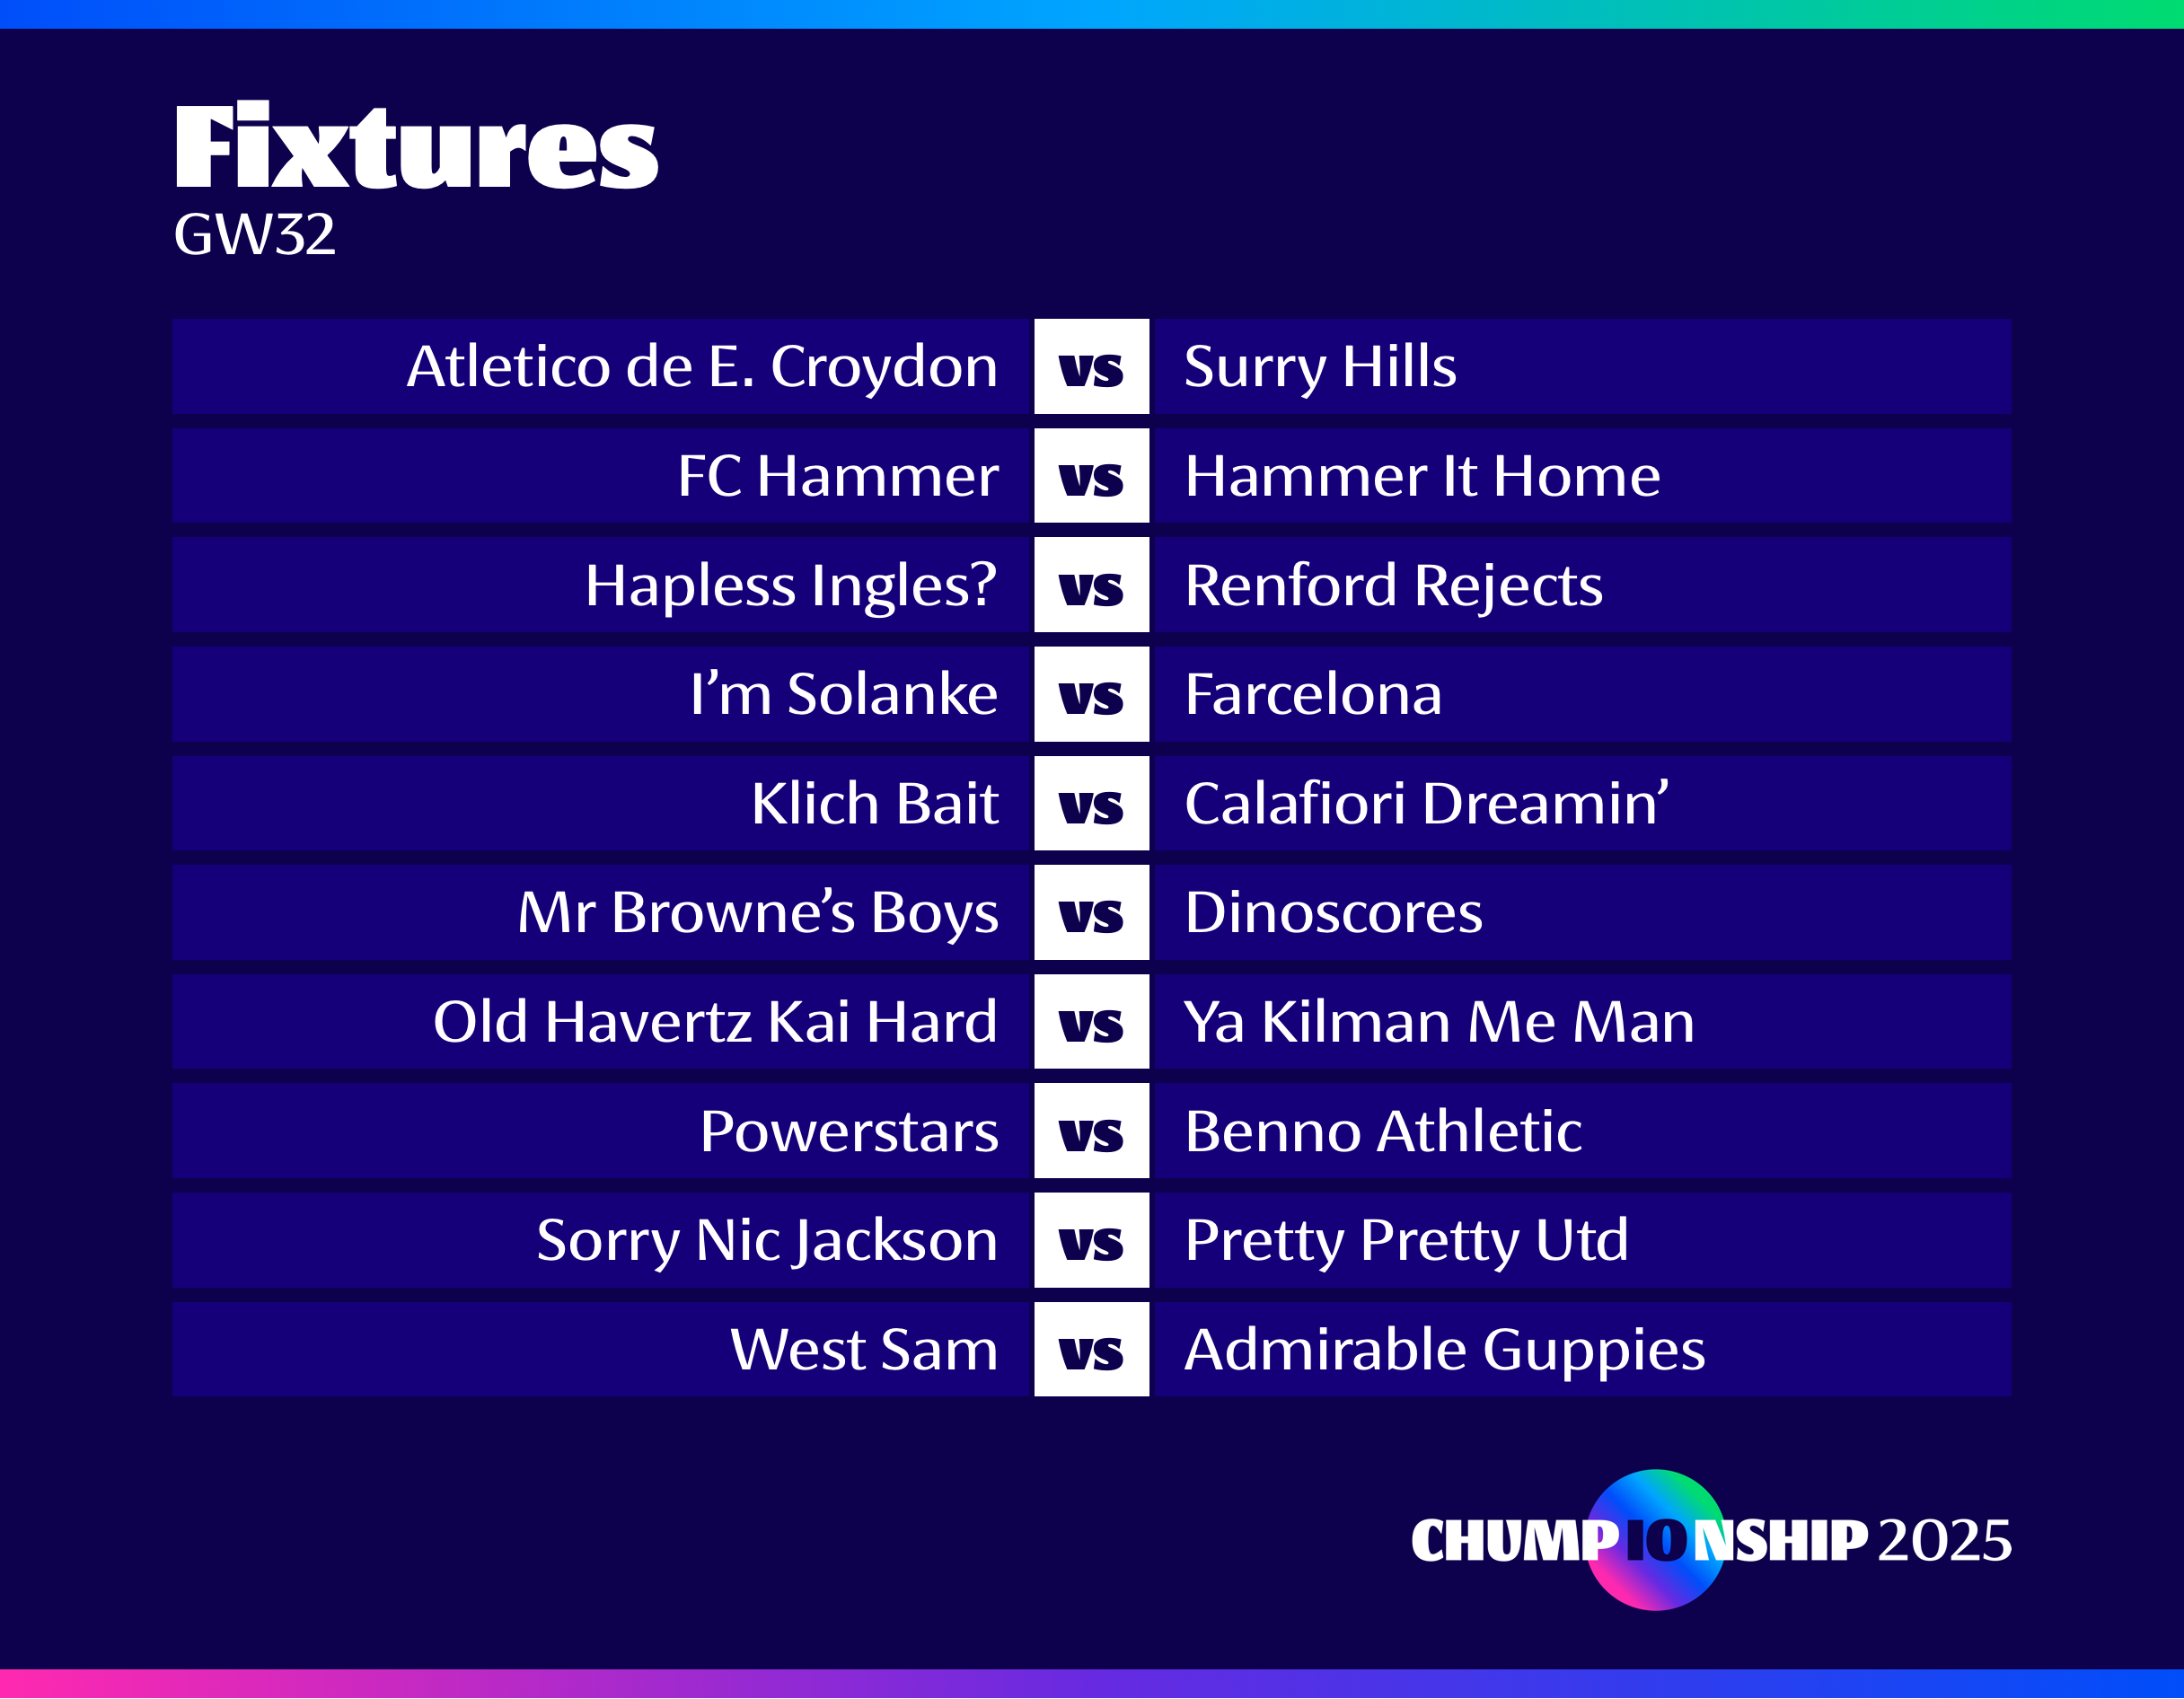 Fixtures
GW32
Atletico de E. Croydon vs Surry Hills
FC Hammer vs Hammer It Home
Hapless Ingles? vs Renford Rejects
I’m Solanke vs Farcelona
Klich Bait vs Calafiori Dreamin’
Mr Browne’s Boys vs Dinoscores
Old Havertz Kai Hard vs Ya Kilman Me Man
Powerstars vs Benno Athletic
Sorry Nic Jackson vs Pretty Pretty Utd
West Sam vs Admirable Guppies
CHUMPIONSHIP 2025